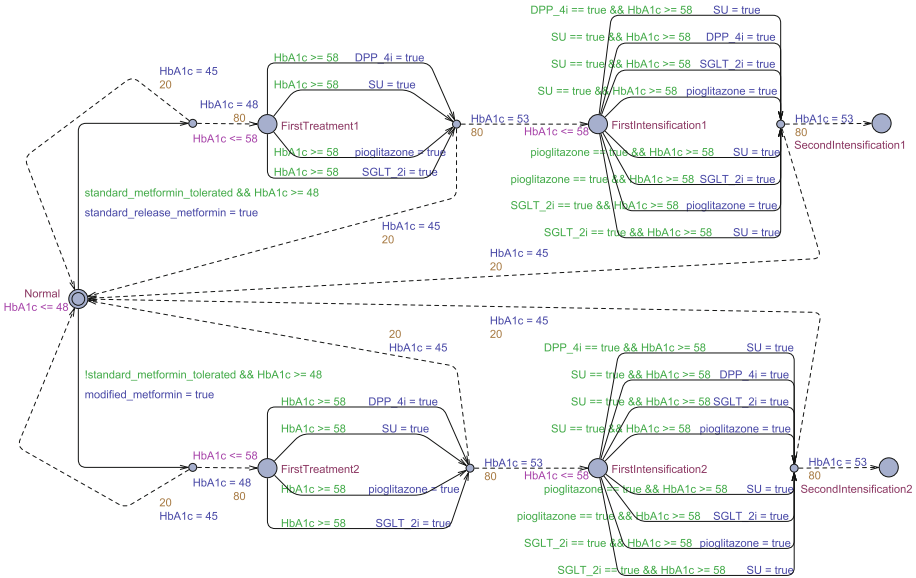 DPP_4i == true && HbA1c >= 58 SU = true
SU == true && HbA1c >= 58 DPP_4i = true
SU == true && HbA1c >= 58 SGLT_2i = true
SU == true && HbA1c >= 58 pioglitazone = true
HbA1c >= 58 DPP_4i = true
HbA1c >= 58 SU = true
HbA1c = 45
20
HbA1c = 48
80
HbA1c <= 58
FirstTreatment1
HbA1c = 53
80
HbA1c <= 58
FirstIntensification1
HbA1c = 53
80
SecondIntensification1
HbA1c >= 58 pioglitazone = true
HbA1c >= 58 SGLT_2i = true
pioglitazone == true && HbA1c >= 58 SU = true
pioglitazone == true && HbA1c >= 58 SGLT_2i = true
SGLT_2i == true && HbA1c >= 58 pioglitazone = true
SGLT_2i == true && HbA1c >= 58 SU = true
standard_metformin_tolerated && HbA1c >= 48
standard_release_metformin = true
HbA1c = 45
20
HbA1c = 45
20
Normal
HbA1c <= 48
20
HbA1c = 45
20
HbA1c = 45
!standard_metformin_tolerated && HbA1c >= 48
modified_metformin = true
DPP_4i == true && HbA1c >= 58 SU = true
SU == true && HbA1c >= 58 DPP_4i = true
SU == true && HbA1c >= 58 SGLT_2i = true
SU == true && HbA1c >= 58 pioglitazone = true
HbA1c >= 58 DPP_4i = true
HbA1c >= 58 SU = true
HbA1c <= 58
HbA1c = 48
80
20
HbA1c = 45
FirstTreatment2
HbA1c = 53
80
HbA1c <= 58
FirstIntensification2
HbA1c = 53
80
SecondIntensification2
HbA1c >= 58 pioglitazone = true
HbA1c >= 58 SGLT_2i = true
pioglitazone == true && HbA1c >= 58 SU = true
pioglitazone == true && HbA1c >= 58 SGLT_2i = true
SGLT_2i == true && HbA1c >= 58 pioglitazone = true
SGLT_2i == true && HbA1c >= 58 SU = true